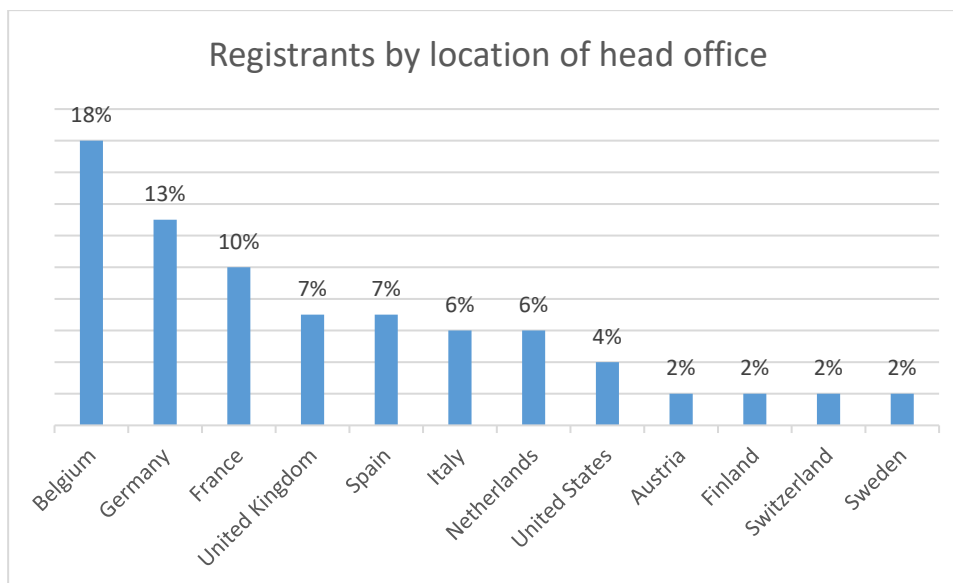 Registrants by location of head office
18%
13%
10%
7%
7%
6%
6%
4%
2%
2%
2%
2%
Belgium
Germany
France
United Kingdom
Spain
Italy
Netherlands
United States
Austria
Finland
Switzerland
Sweden